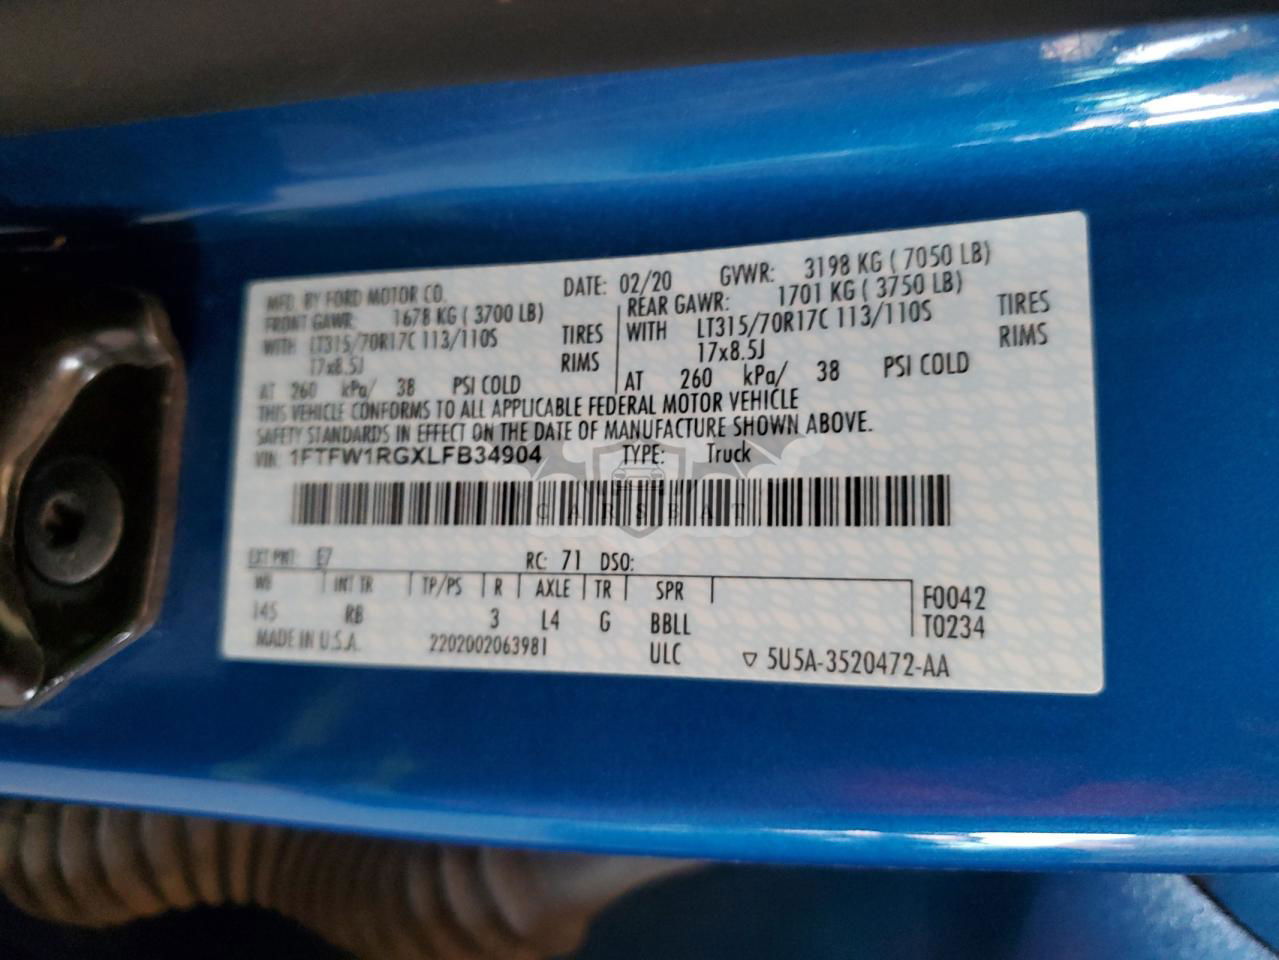 MFD. BY FORD MOTOR CO. DATE: 02/20 GVWR: 3198 KG ( 7050 LB)
FRONT GAWR: 1678 KG ( 3700 LB) REAR GAWR: 1701 KG ( 3750 LB)
WITH LT315/70R17C 113/110S TIRES WITH LT315/70R17C 113/110S TIRES
17x8.5J RIMS 17x8.5J RIMS
AT 260 kPa/ 38 PSI COLD AT 260 kPa/ 38 PSI COLD
THIS VEHICLE CONFORMS TO ALL APPLICABLE FEDERAL MOTOR VEHICLE
SAFETY STANDARDS IN EFFECT ON THE DATE OF MANUFACTURE SHOWN ABOVE.
VIN: 1FTFW1RGXLFB34904 TYPE: Truck
CARSBAT
EXT PNT: E7 RC: 71 DSO:
WB INT TR TP/PS R AXLE TR SPR F0042
145 RB 3 L4 G BBLL T0234
MADE IN U.S.A. 2202002063981 ULC ▽ 5U5A-3520472-AA